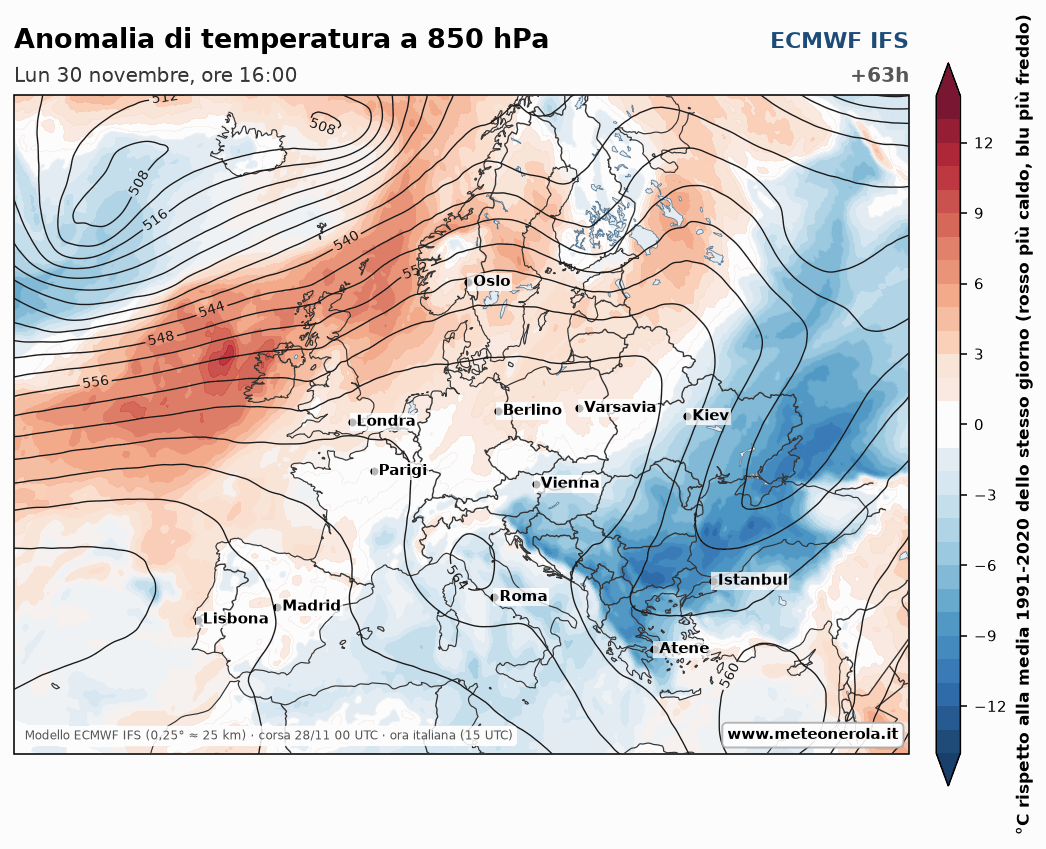 Anomalia di temperatura a 850 hPa
ECMWF IFS
Lun 30 novembre, ore 16:00
+63h
512
508
508
516
540
552
544
548
556
564
560
Oslo
Berlino
Varsavia
Kiev
Londra
Parigi
Vienna
Istanbul
Roma
Madrid
Lisbona
Atene
Modello ECMWF IFS (0,25° ≈ 25 km) · corsa 28/11 00 UTC · ora italiana (15 UTC)
www.meteonerola.it
12
9
6
3
0
−3
−6
−9
−12
°C rispetto alla media 1991-2020 dello stesso giorno (rosso più caldo, blu più freddo)